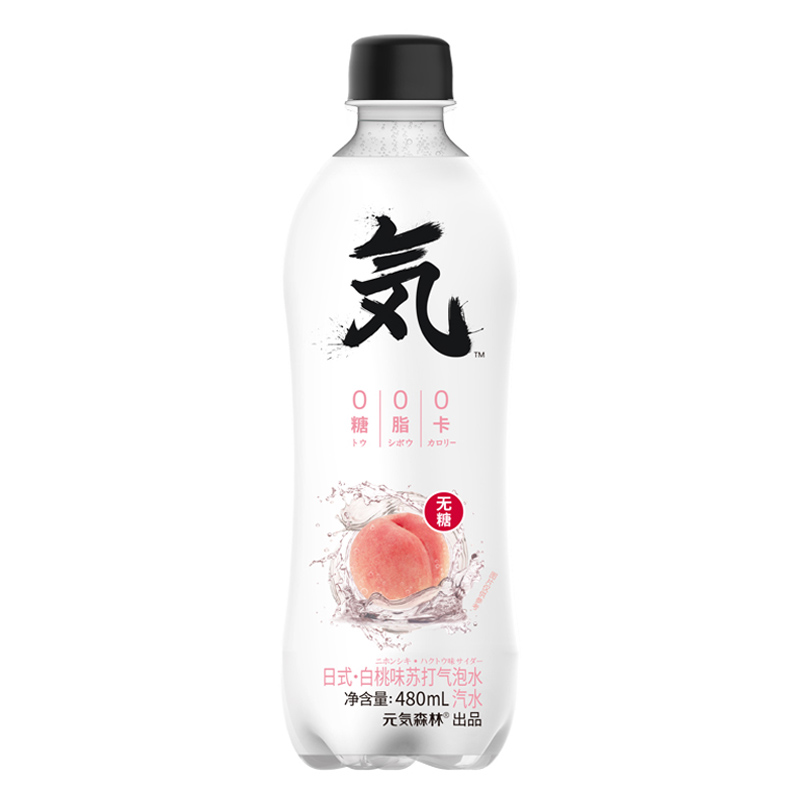 気
TM
0 0 0
糖 脂 卡
トウ シボウ カロリー
无糖
ニホンシキ・ハクトウ味サイダー
日式·白桃味苏打气泡水
净含量:480mL 汽水
元気森林® 出品